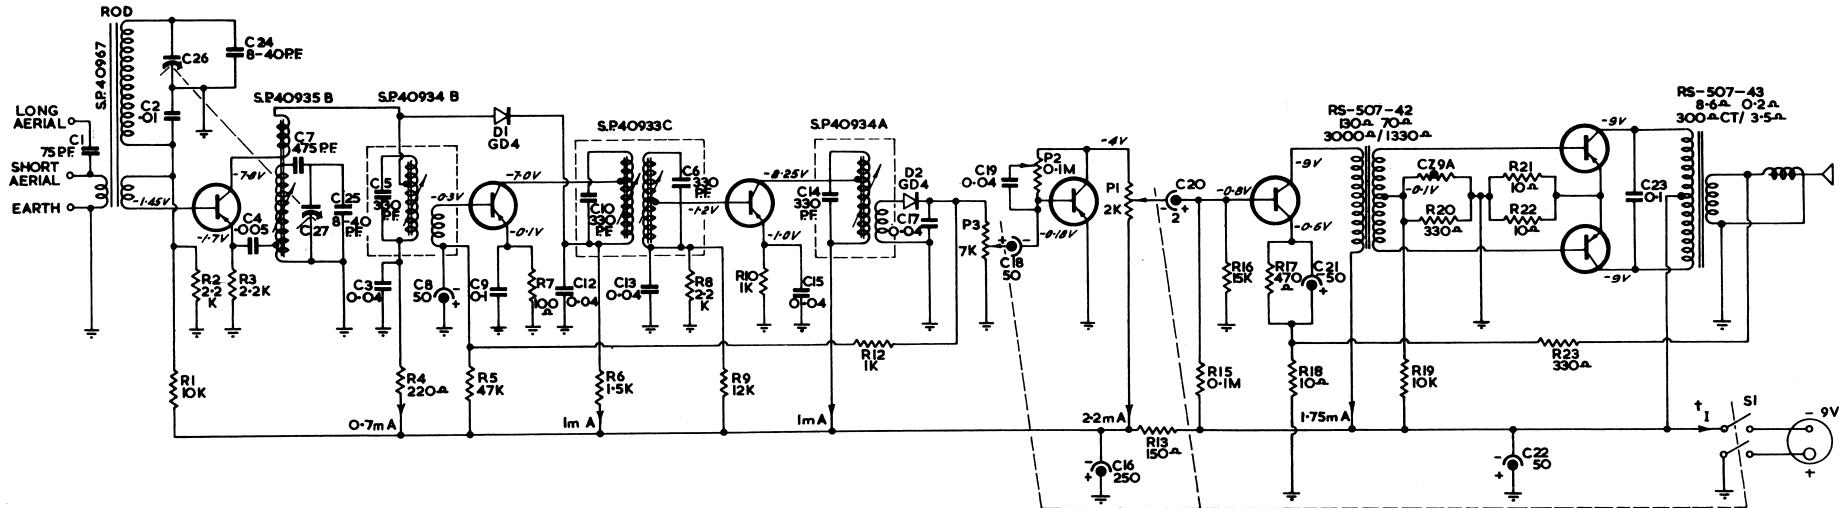 ROD
S.P.40967
C26
C24
8-40P.F.
C2
·01
LONG
AERIAL
C1
75 P.F.
SHORT
AERIAL
EARTH
-1.45V
-7.8V
-1.7V
C4
·005
R1
10K
R2
2·2
K
R3
2·2K
S.P.40935 B
C7
475 P.F.
C27
C25
8-40
P.F.
S.P.40934 B
330
P.F.
C3
0·04
R4
220Ω
0·7mA
C8
50
- +
-0·3V
D1
GD4
-7.0V
-0·1V
C9
0·1
R5
47K
R7
100
Ω
C12
0·04
S.P.40933C
C10
330
P.F.
C6
330
P.F.
-1.2V
R6
1·5K
1m A
C13
0·04
R8
2·2
K
R9
12K
-8·25V
-1·0V
R10
1K
C15
0·04
S.P.40934A
C14
330
P.F.
1mA
D2
GD4
C17
0·04
R12
1K
P3
7K
C18
50
+ -
C19
0·04
P2
0·1M
-4V
-0·18V
P1
2K
2·2mA
C16
250
- +
R13
150Ω
C20
2
- +
-0·8V
R15
0·1M
R16
15K
-9V
-0·6V
R17
470
Ω
C21
50
- +
R18
10Ω
RS-507-42
130Ω 70Ω
3000Ω/1330Ω
1·75mA
CZ9A
-0·1V
R20
330Ω
R19
10K
R21
10Ω
R22
10Ω
-9V
-9V
C23
0·1
C22
50
- +
R23
330Ω
RS-507-43
8·6Ω 0·2Ω
300ΩCT/ 3·5Ω
t I
S1
- 9V
+